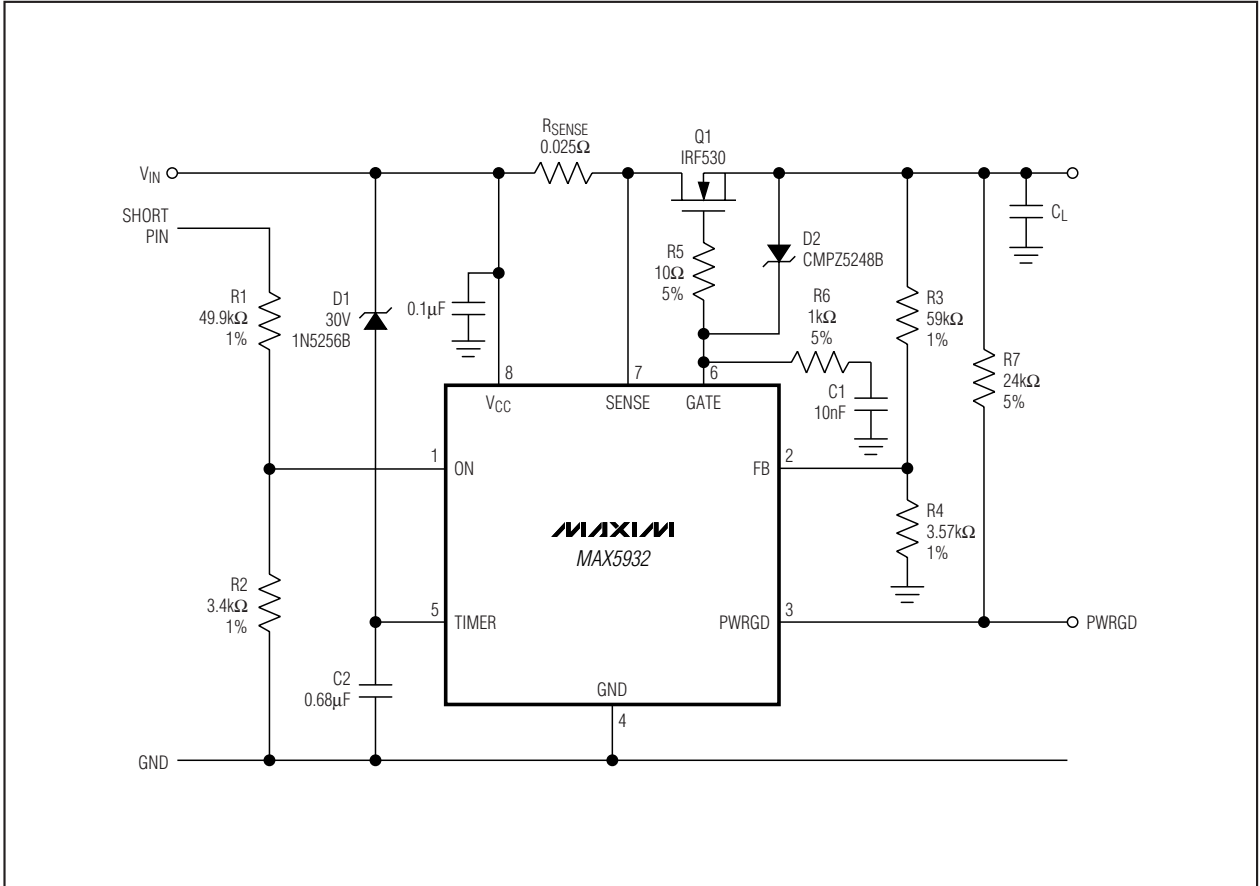 RSENSE
0.025Ω
Q1
IRF530
VIN
SHORT
PIN
CL
D2
CMPZ5248B
R5
10Ω
5%
R6
1kΩ
5%
R1
49.9kΩ
1%
D1
30V
1N5256B
0.1µF
R3
59kΩ
1%
R7
24kΩ
5%
8
7
6
C1
10nF
VCC
SENSE
GATE
1
ON
2
FB
MAXIM
MAX5932
R4
3.57kΩ
1%
R2
3.4kΩ
1%
5
TIMER
3
PWRGD
PWRGD
C2
0.68µF
GND
4
GND